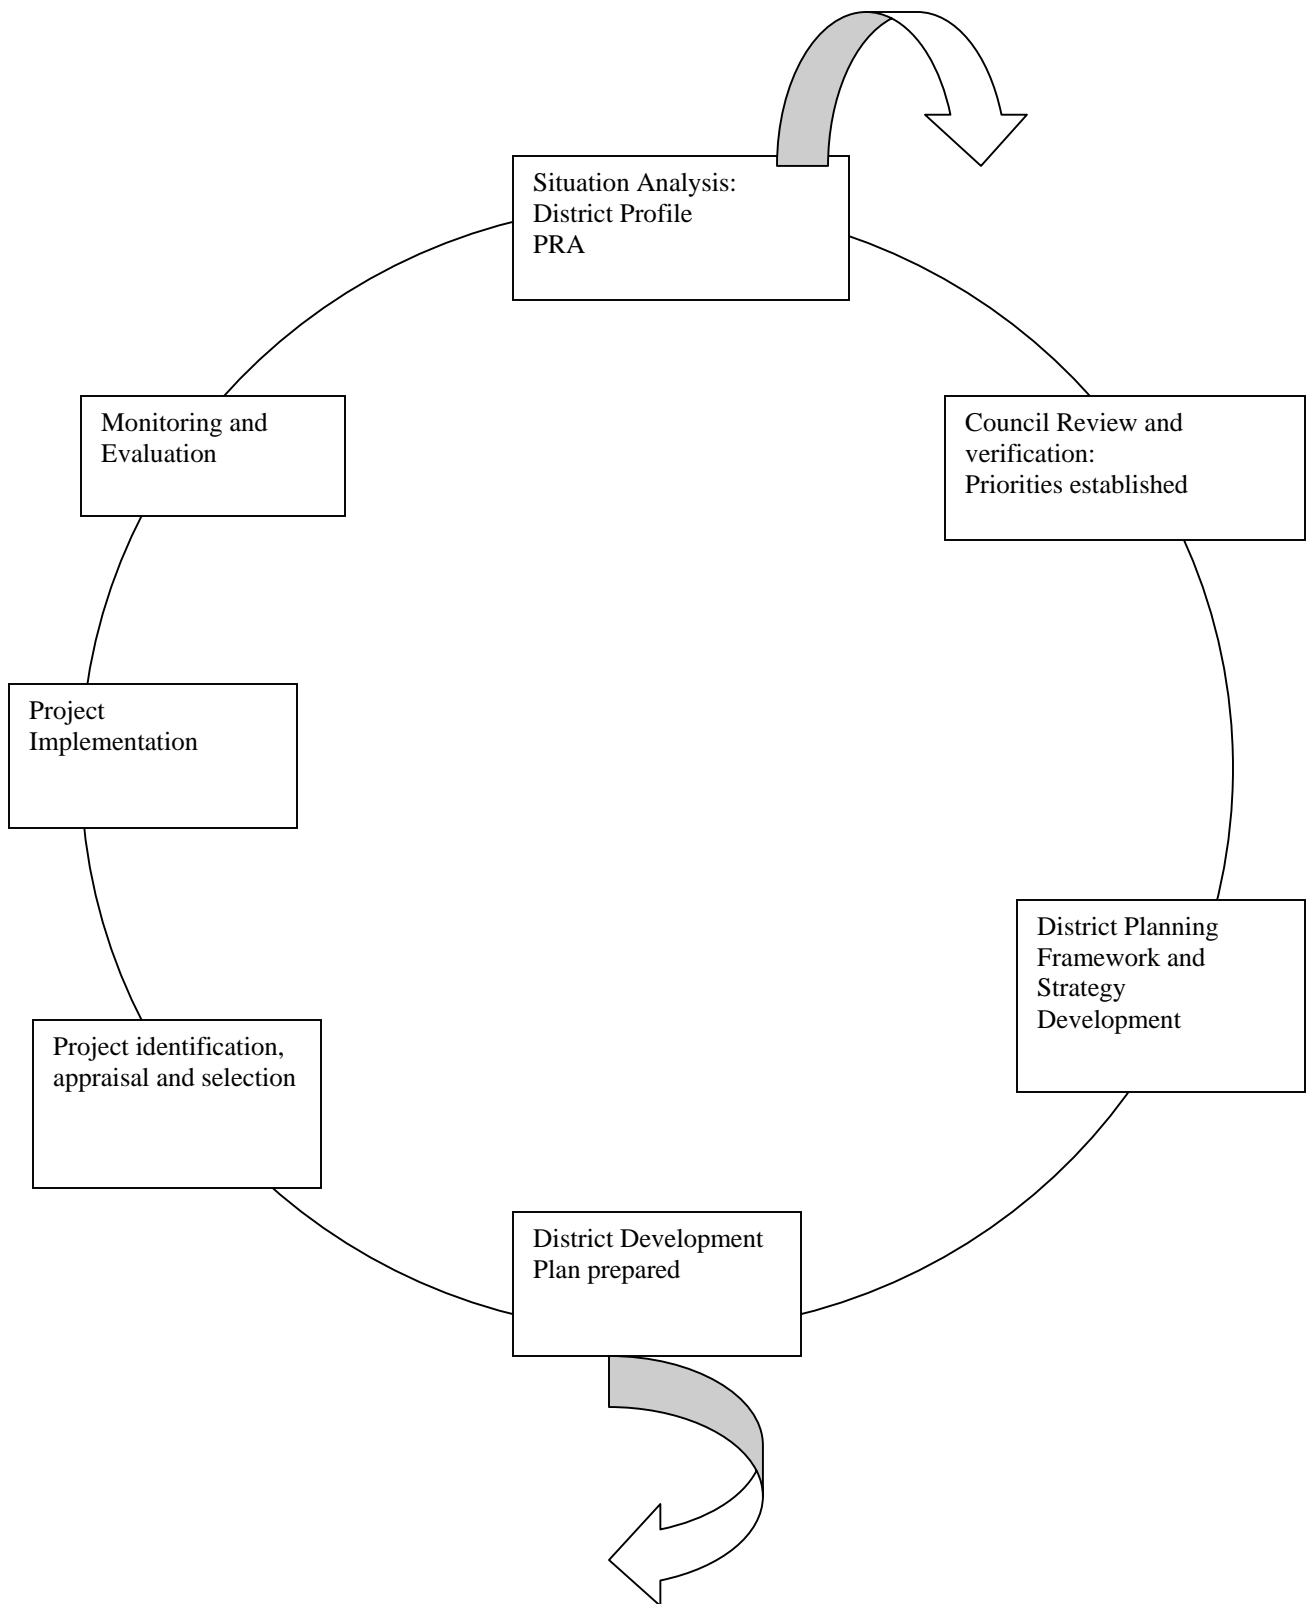 Situation Analysis:
District Profile
PRA
Monitoring and
Evaluation
Council Review and
verification:
Priorities established
Project
Implementation
District Planning
Framework and
Strategy
Development
Project identification,
appraisal and selection
District Development
Plan prepared